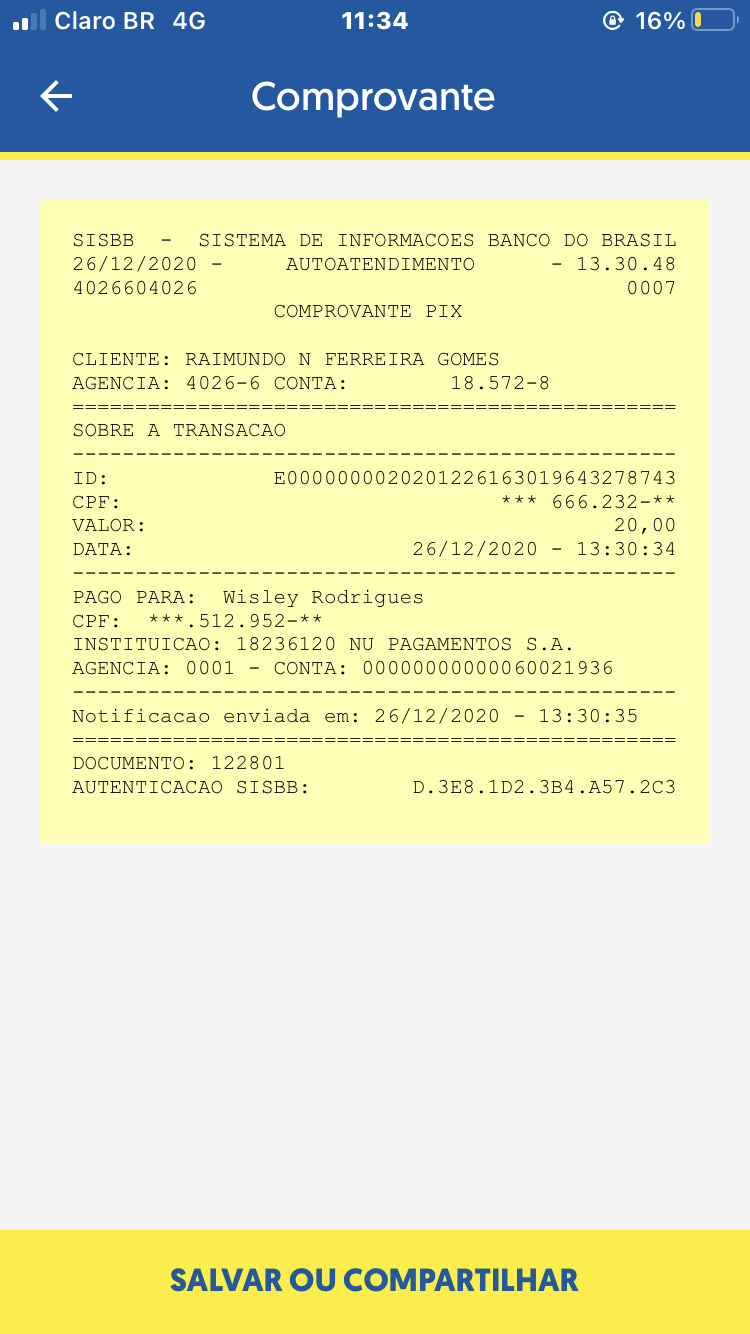 Claro BR 4G 11:34 16%
Comprovante
SISBB - SISTEMA DE INFORMACOES BANCO DO BRASIL
26/12/2020 - AUTOATENDIMENTO - 13.30.48
4026604026 0007
COMPROVANTE PIX
CLIENTE: RAIMUNDO N FERREIRA GOMES
AGENCIA: 4026-6 CONTA: 18.572-8
================================================
SOBRE A TRANSACAO
------------------------------------------------
ID: E0000000020201226163019643278743
CPF: *** 666.232-**
VALOR: 20,00
DATA: 26/12/2020 - 13:30:34
------------------------------------------------
PAGO PARA: Wisley Rodrigues
CPF: ***.512.952-**
INSTITUICAO: 18236120 NU PAGAMENTOS S.A.
AGENCIA: 0001 - CONTA: 00000000000060021936
------------------------------------------------
Notificacao enviada em: 26/12/2020 - 13:30:35
================================================
DOCUMENTO: 122801
AUTENTICACAO SISBB: D.3E8.1D2.3B4.A57.2C3
SALVAR OU COMPARTILHAR